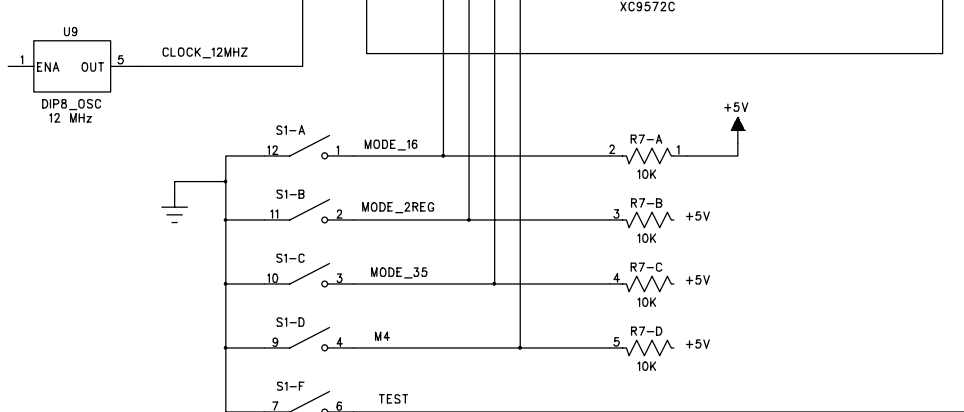 XC9572C
U9
1 ENA OUT 5
CLOCK_12MHZ
DIP8_OSC
12 MHz
+5V
S1-A
12 1 MODE_16 2 R7-A 1
10K
S1-B
11 2 MODE_2REG 3 R7-B +5V
10K
S1-C
10 3 MODE_35 4 R7-C +5V
10K
S1-D
9 4 M4 5 R7-D +5V
10K
S1-F
7 6 TEST